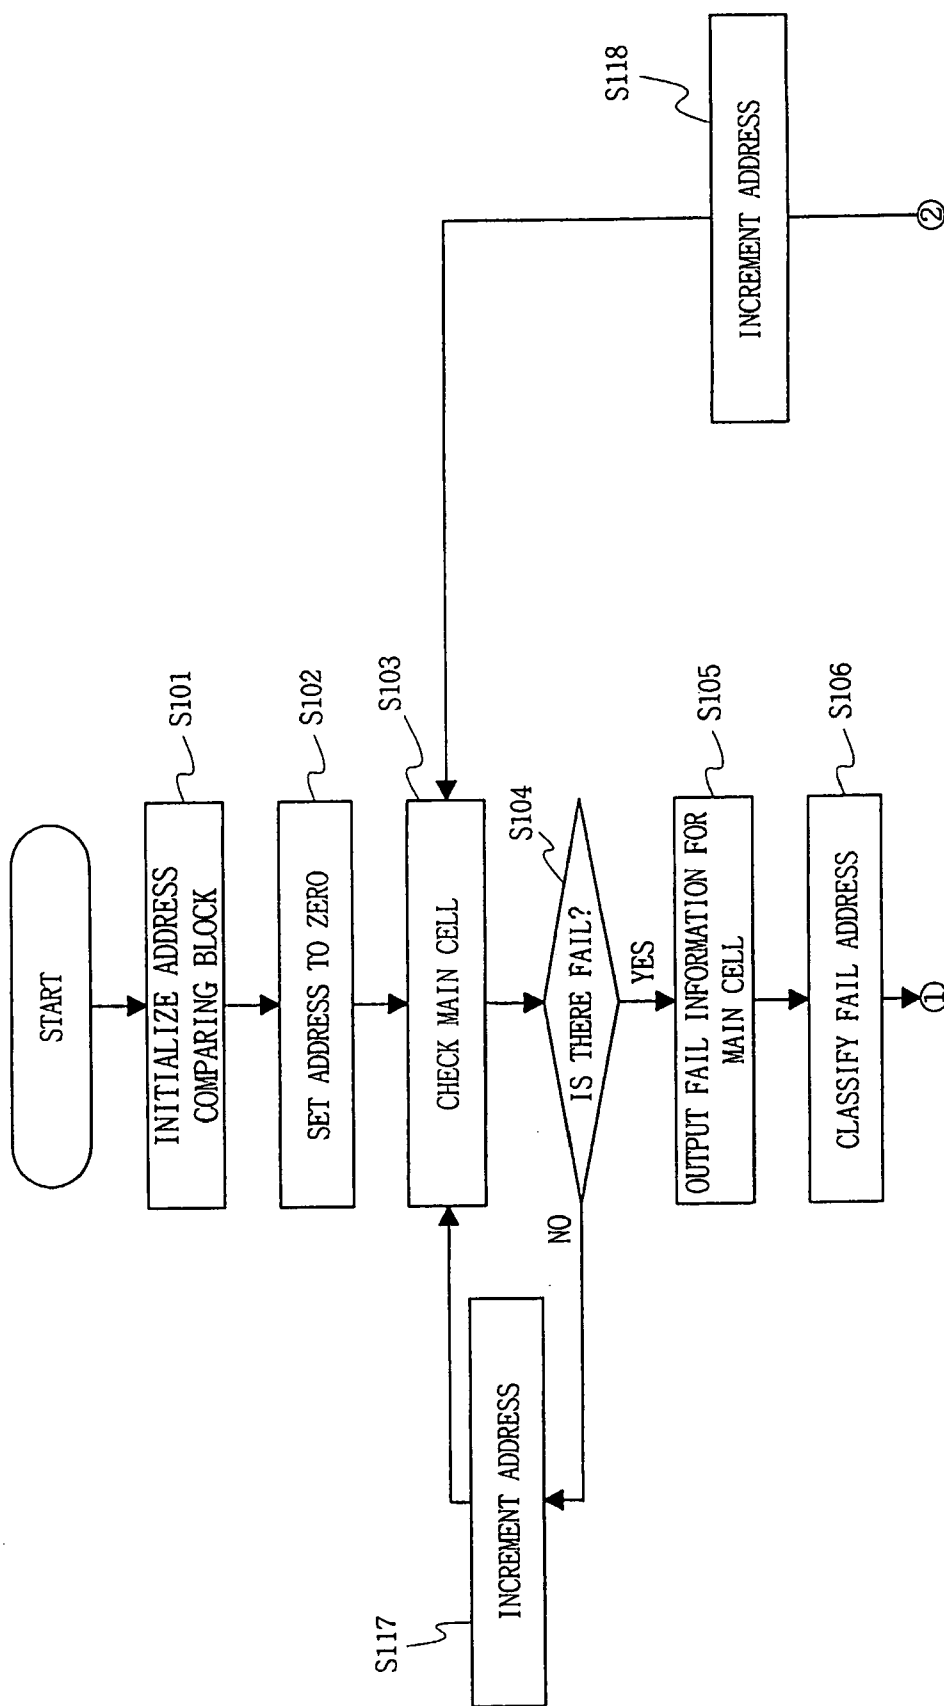 START
S101
INITIALIZE ADDRESS
COMPARING BLOCK
S102
SET ADDRESS TO ZERO
S103
CHECK MAIN CELL
S104
IS THERE FAIL?
NO
YES
S117
INCREMENT ADDRESS
S105
OUTPUT FAIL INFORMATION FOR
MAIN CELL
S106
CLASSIFY FAIL ADDRESS
①
S118
INCREMENT ADDRESS
②